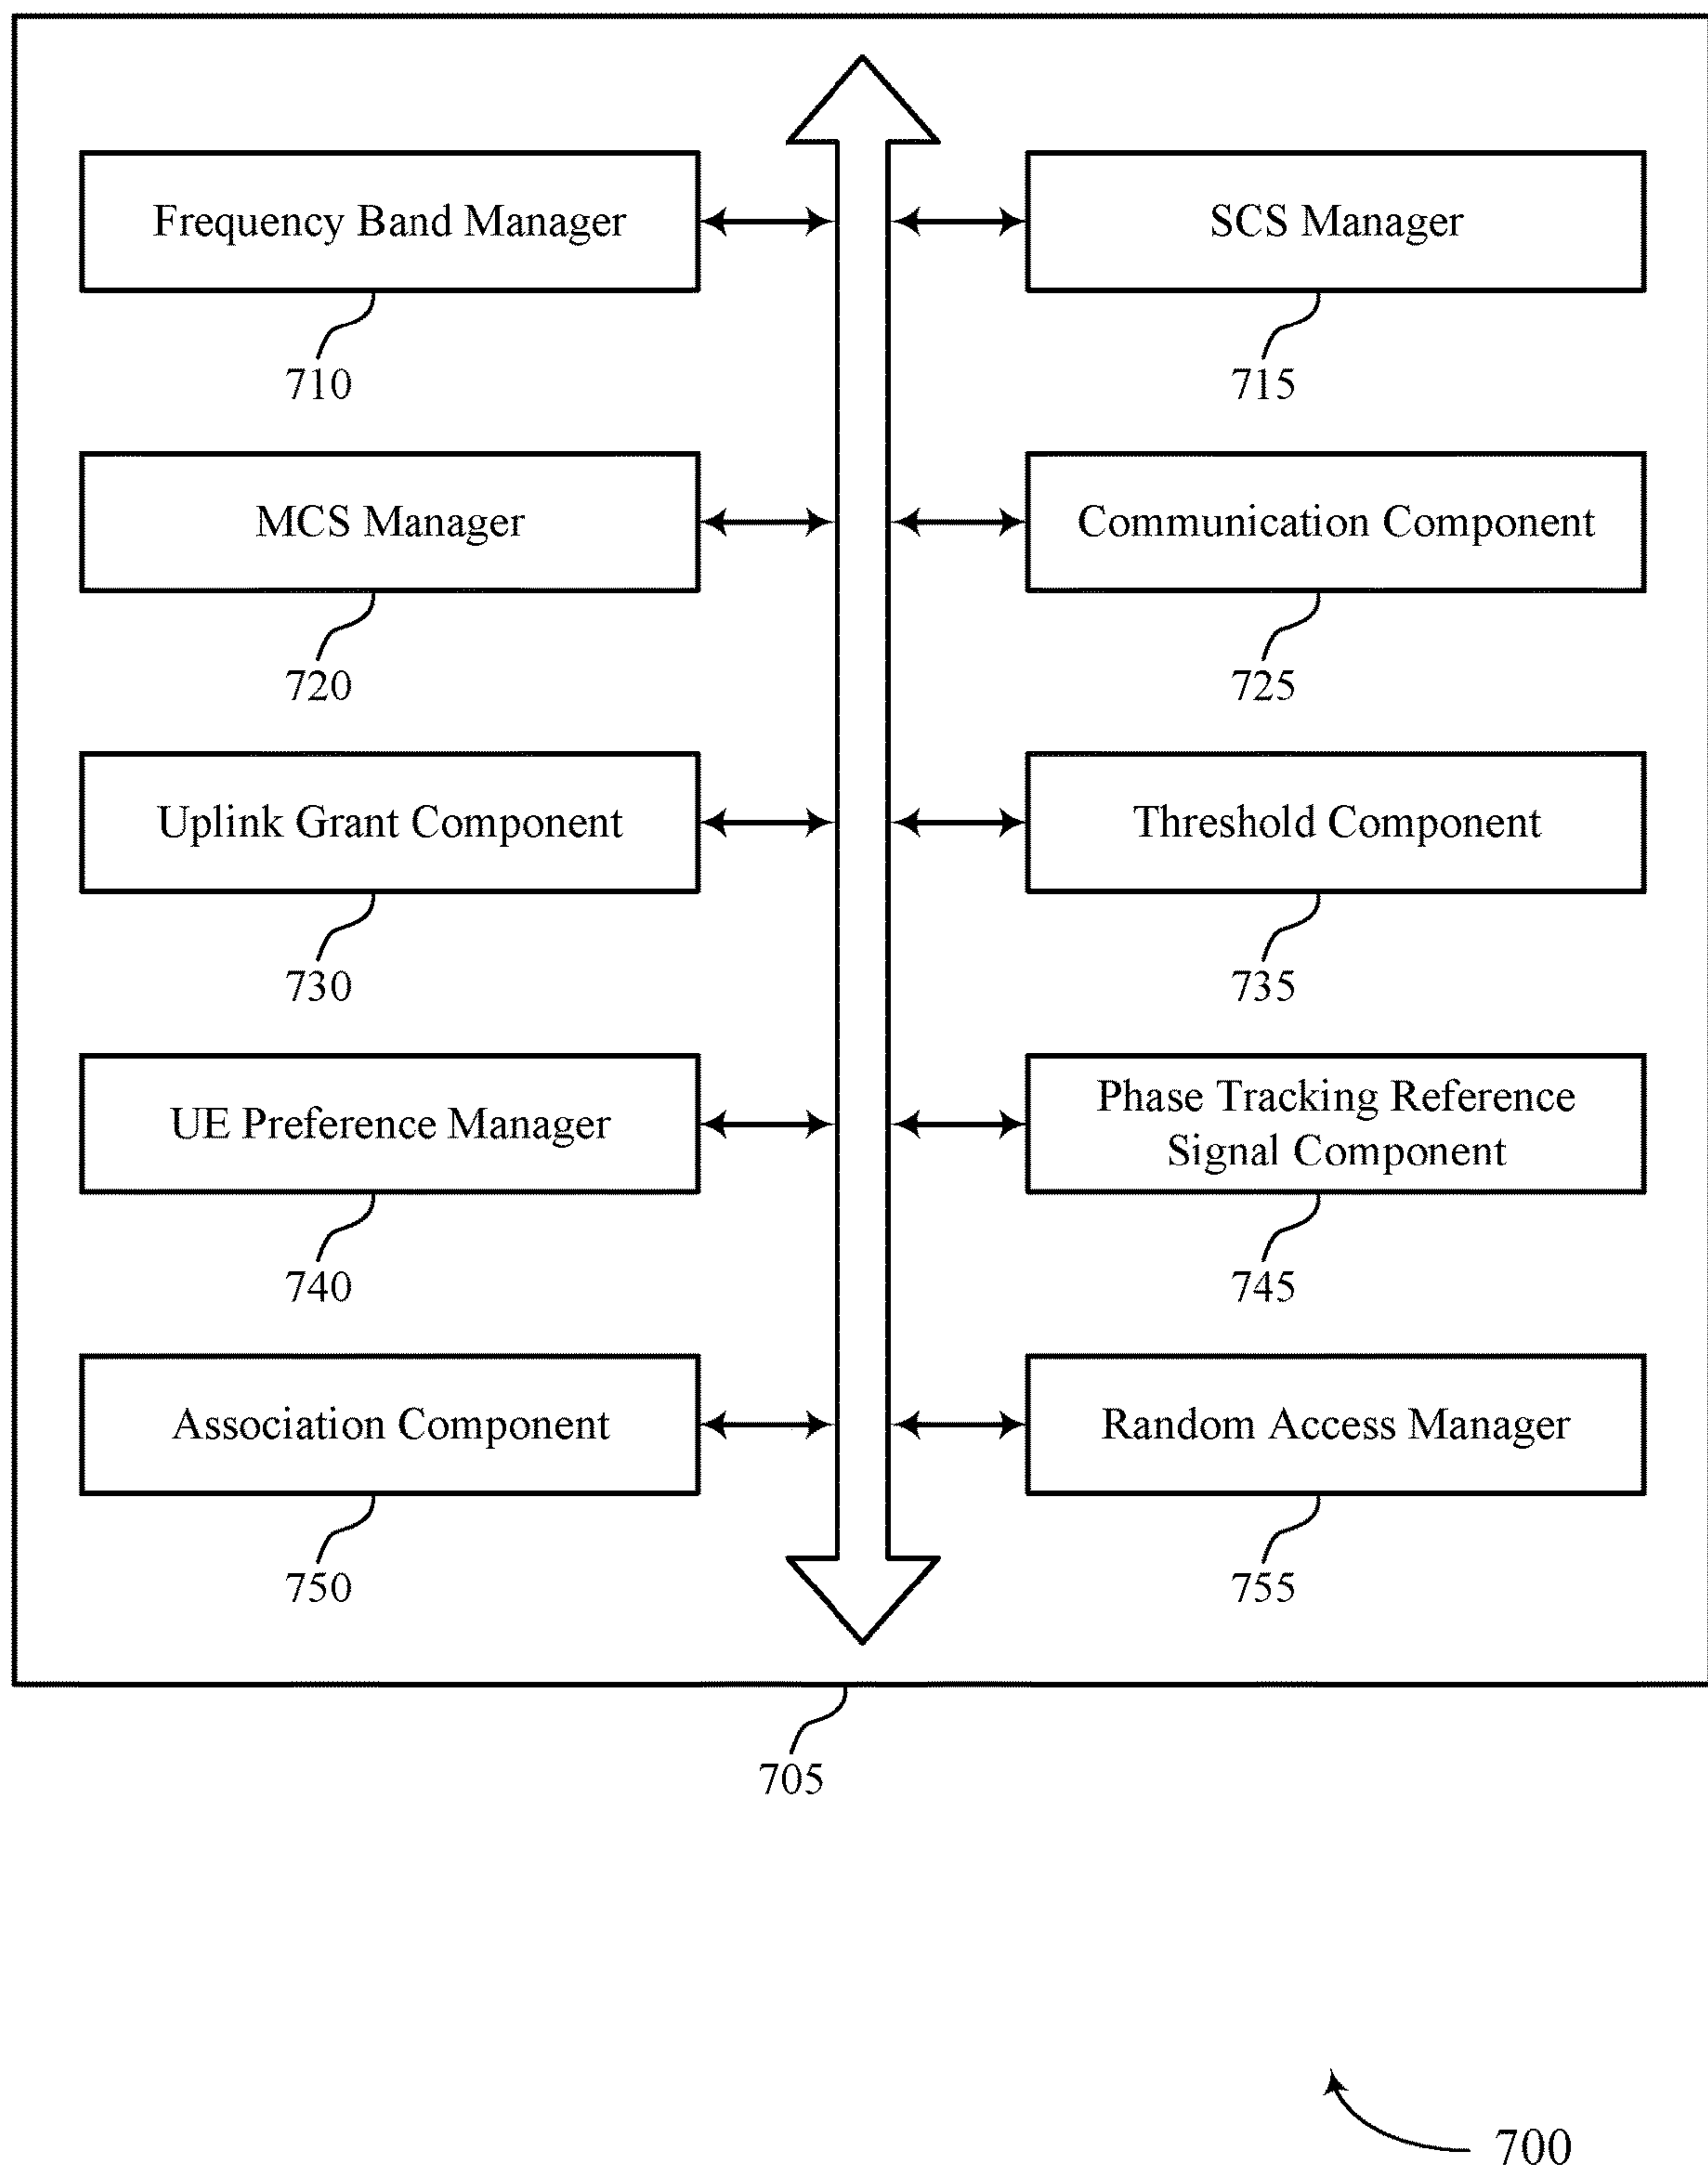 Frequency Band Manager
SCS Manager
710
715
MCS Manager
Communication Component
720
725
Uplink Grant Component
Threshold Component
730
735
UE Preference Manager
Phase Tracking Reference
Signal Component
740
745
Association Component
Random Access Manager
750
755
705
700